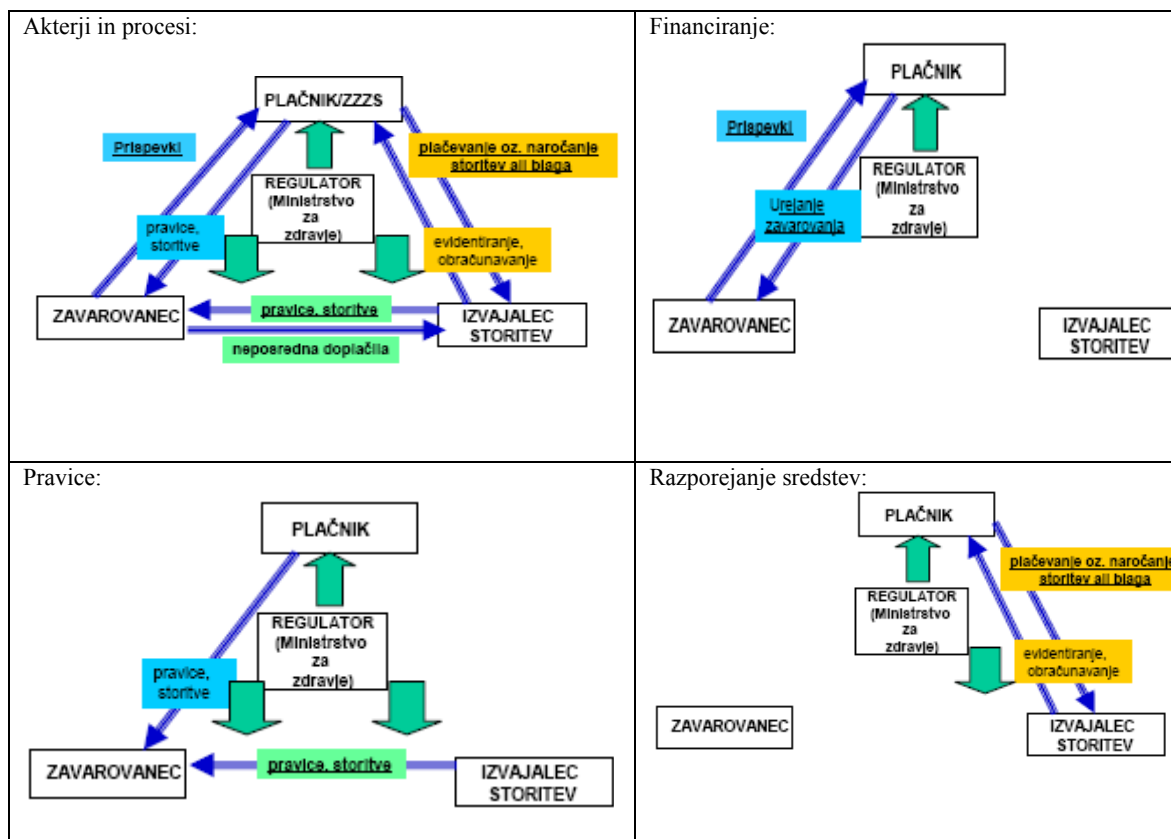 Akterji in procesi:
PLAČNIK/ZZZS
Prispevki
plačevanje oz. naročanje
storitev ali blaga
REGULATOR
(Ministrstvo
za
zdravje)
pravice,
storitve
evidentiranje,
obračunavanje
ZAVAROVANEC
pravice, storitve
IZVAJALEC
STORITEV
neposredna doplačila
Financiranje:
PLAČNIK
Prispevki
REGULATOR
(Ministrstvo
za
zdravje)
Urejanje
zavarovanja
ZAVAROVANEC
IZVAJALEC
STORITEV
Pravice:
PLAČNIK
REGULATOR
(Ministrstvo
za
zdravje)
pravice,
storitve
ZAVAROVANEC
pravice, storitve
IZVAJALEC
STORITEV
Razporejanje sredstev:
PLAČNIK
plačevanje oz. naročanje
storitev ali blaga
REGULATOR
(Ministrstvo
za
zdravje)
evidentiranje,
obračunavanje
ZAVAROVANEC
IZVAJALEC
STORITEV